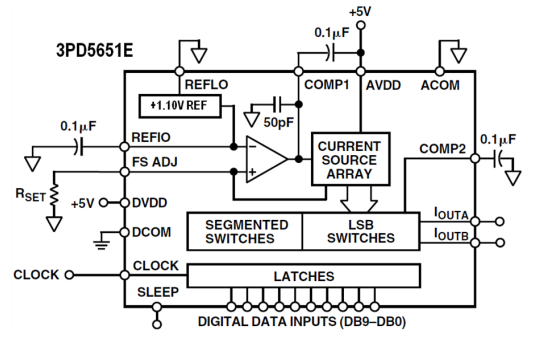 +5V
0.1µF
3PD5651E
REFLO
COMP1
AVDD
ACOM
+1.10V REF
50pF
0.1µF
REFIO
CURRENT
SOURCE
ARRAY
COMP2
0.1µF
FS ADJ
RSET
+5V
DVDD
SEGMENTED
SWITCHES
LSB
SWITCHES
IOUTA
IOUTB
DCOM
CLOCK
CLOCK
LATCHES
SLEEP
DIGITAL DATA INPUTS (DB9–DB0)